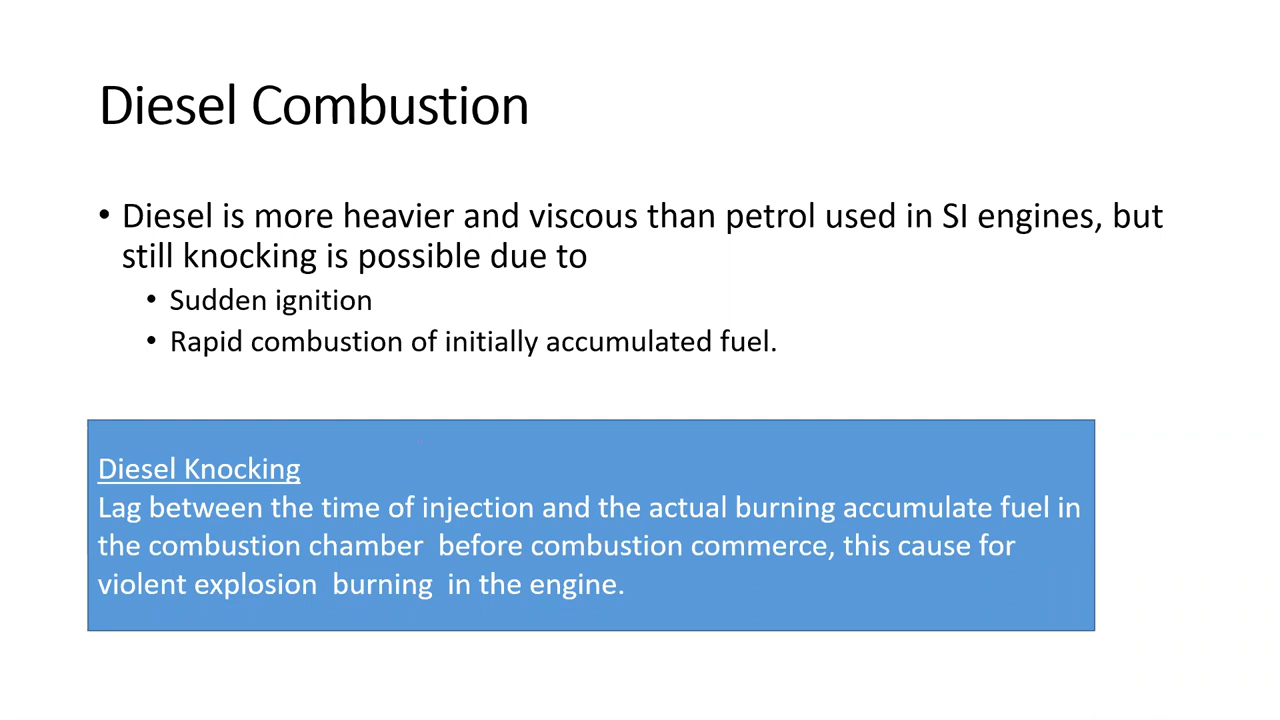 Diesel Combustion
• Diesel is more heavier and viscous than petrol used in SI engines, but
still knocking is possible due to
• Sudden ignition
• Rapid combustion of initially accumulated fuel.
Diesel Knocking
Lag between the time of injection and the actual burning accumulate fuel in
the combustion chamber  before combustion commerce, this cause for
violent explosion  burning  in the engine.